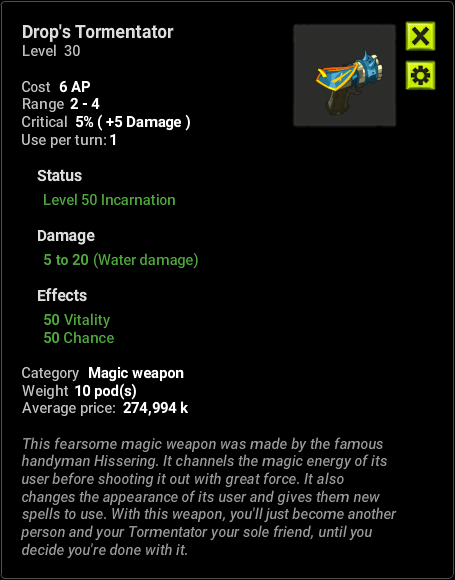 Drop's Tormentator
Level 30
Cost 6 AP
Range 2 - 4
Critical 5% ( +5 Damage )
Use per turn: 1
Status
Level 50 Incarnation
Damage
5 to 20 (Water damage)
Effects
50 Vitality
50 Chance
Category Magic weapon
Weight 10 pod(s)
Average price: 274,994 k
This fearsome magic weapon was made by the famous
handyman Hissering. It channels the magic energy of its
user before shooting it out with great force. It also
changes the appearance of its user and gives them new
spells to use. With this weapon, you'll just become another
person and your Tormentator your sole friend, until you
decide you're done with it.